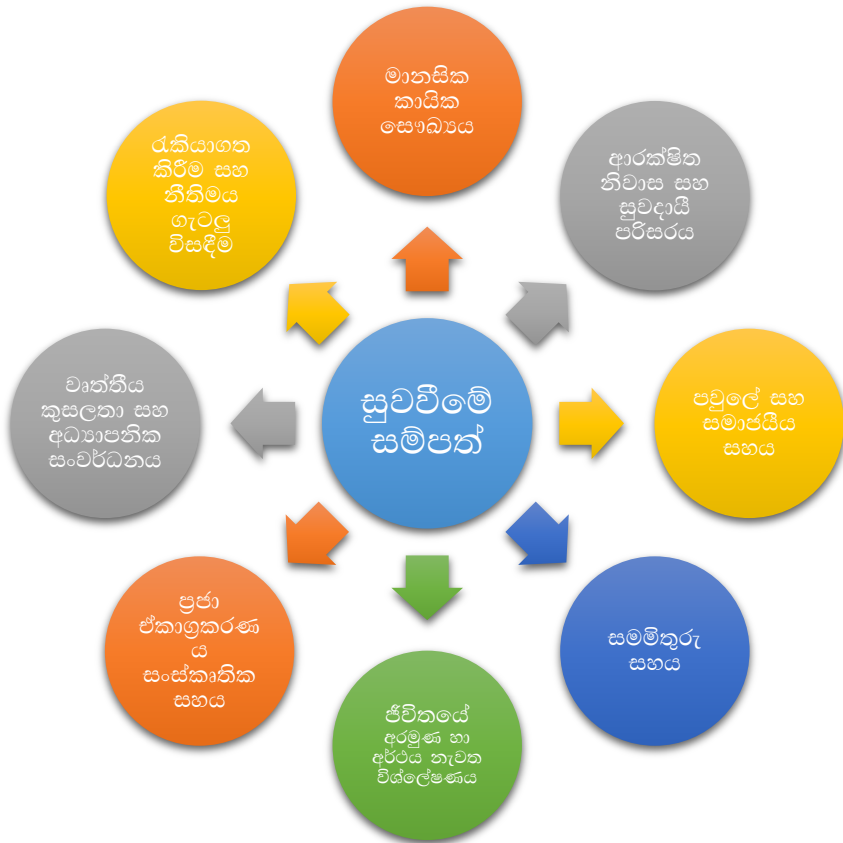 සුවවීමේ
සම්පත්
මානසික
කායික
සෞඛ්‍යය
ආරක්ෂිත
නිවාස සහ
සුවදායී
පරිසරය
පවුලේ සහ
සමාජයීය
සහය
සමමිතුරු
සහය
ජීවිතයේ
අරමුණ හා
අර්ථය නැවත
විශ්ලේෂණය
ප්‍රජා
ඒකාග්‍රකරණ
ය
සංස්කෘතික
සහය
වෘත්තීය
කුසලතා සහ
අධ්‍යාපනික
සංවර්ධනය
රැකියාගත
කිරීම සහ
නීතිමය
ගැටලු
විසඳීම